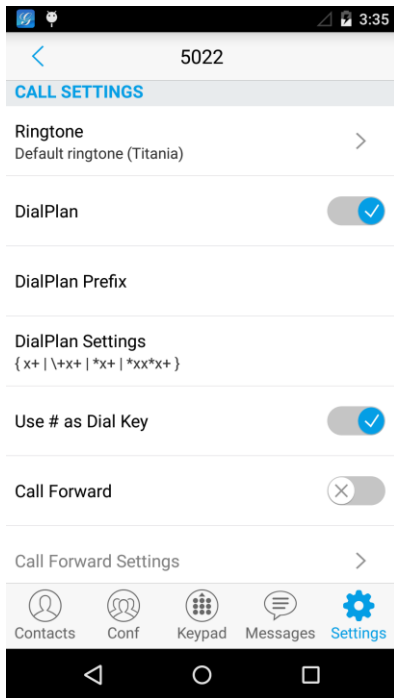 3:35
5022
CALL SETTINGS
Ringtone
Default ringtone (Titania)
DialPlan
DialPlan Prefix
DialPlan Settings
{ x+ | \+x+ | *x+ | *xx*x+ }
Use # as Dial Key
Call Forward
Call Forward Settings
Contacts Conf Keypad Messages Settings